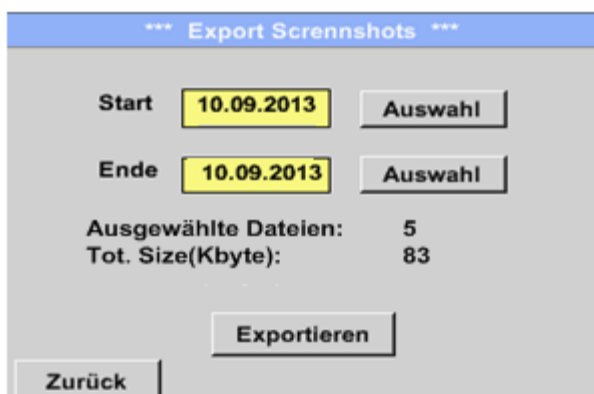 *** Export Scrennshots ***
Start 10.09.2013 Auswahl
Ende 10.09.2013 Auswahl
Ausgewählte Dateien: 5
Tot. Size(Kbyte): 83
Exportieren
Zurück